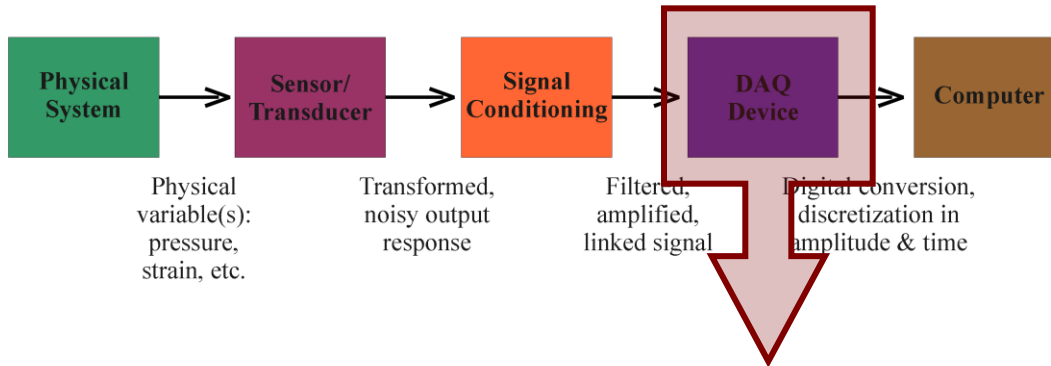 Physical
System
Sensor/
Transducer
Signal
Conditioning
DAQ
Device
Computer
Physical
variable(s):
pressure,
strain, etc.
Transformed,
noisy output
response
Filtered,
amplified,
linked signal
Digital conversion,
discretization in
amplitude & time